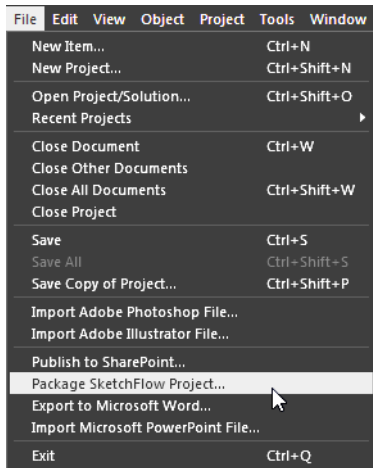 File Edit View Object Project Tools Window
New Item... Ctrl+N
New Project... Ctrl+Shift+N
Open Project/Solution... Ctrl+Shift+O
Recent Projects
Close Document Ctrl+W
Close Other Documents
Close All Documents Ctrl+Shift+W
Close Project
Save Ctrl+S
Save All Ctrl+Shift+S
Save Copy of Project... Ctrl+Shift+P
Import Adobe Photoshop File...
Import Adobe Illustrator File...
Publish to SharePoint...
Package SketchFlow Project...
Export to Microsoft Word...
Import Microsoft PowerPoint File...
Exit Ctrl+Q